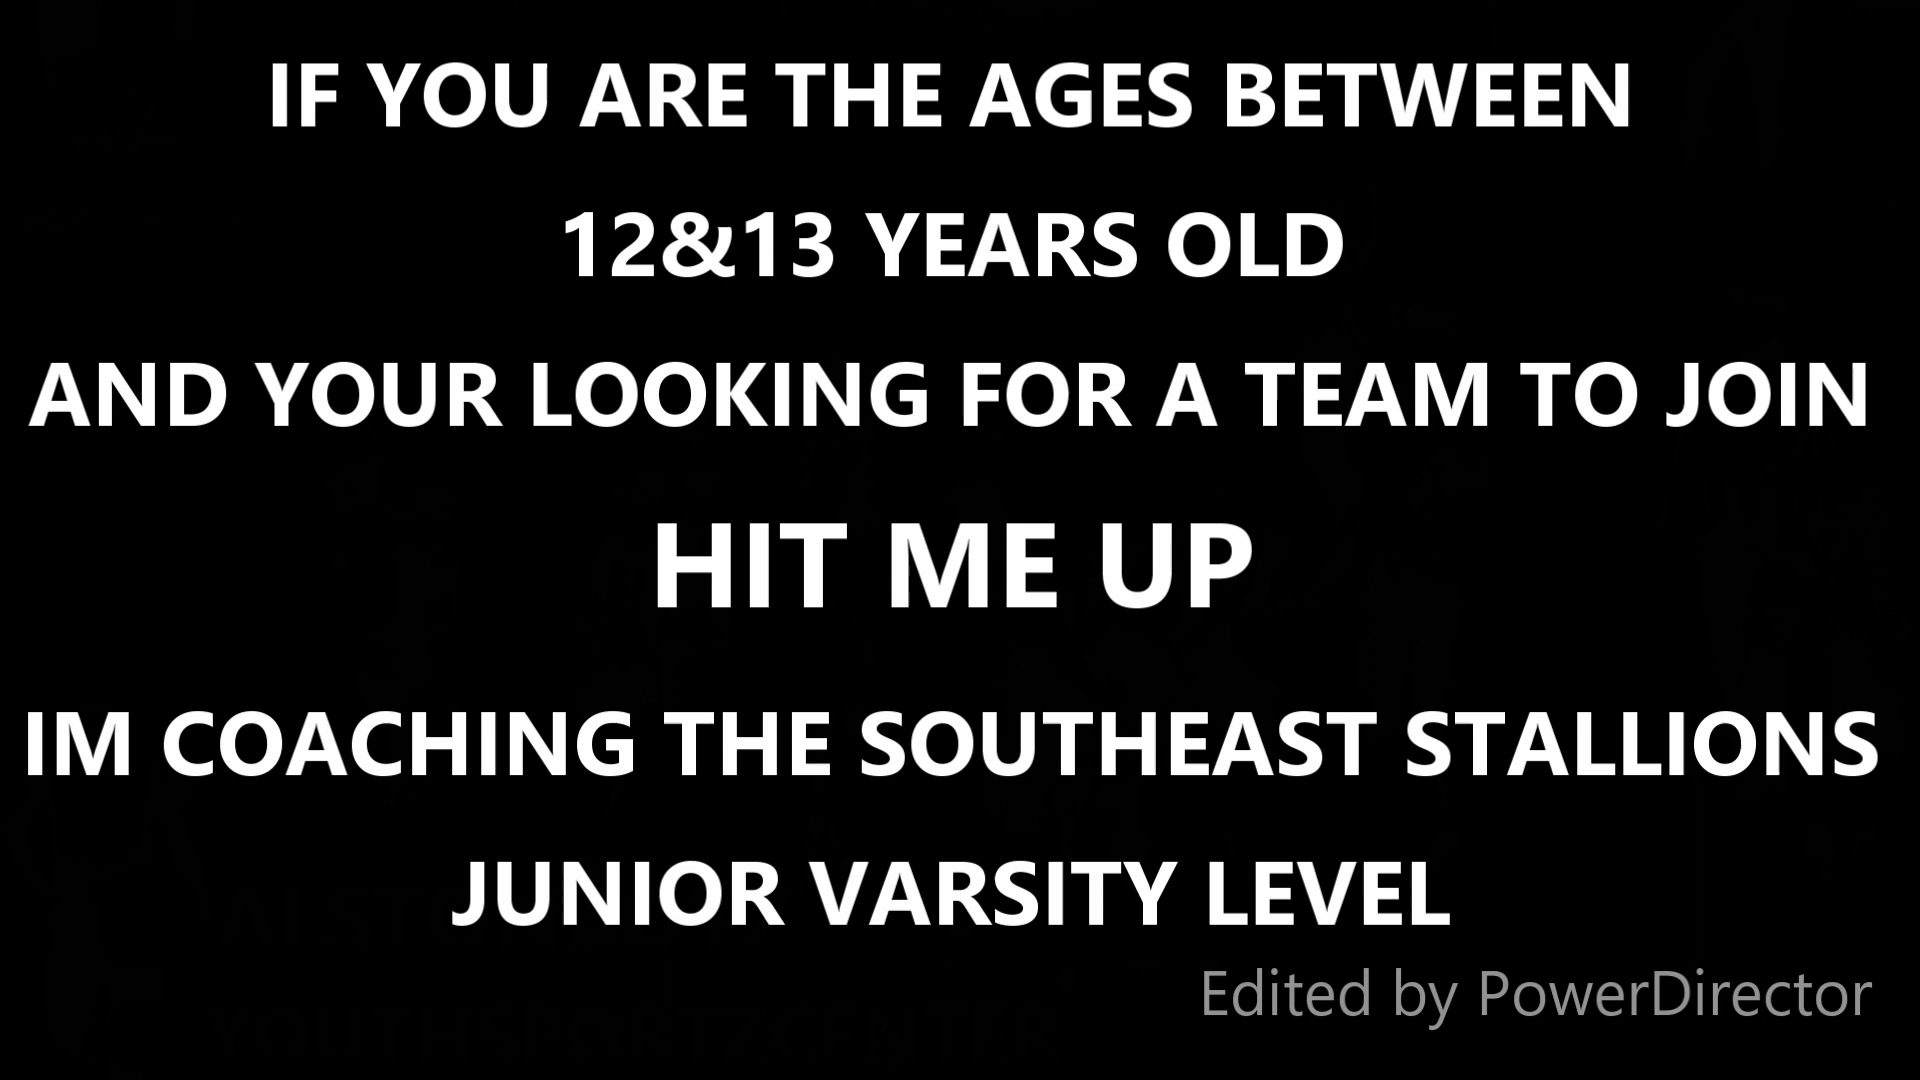 IF YOU ARE THE AGES BETWEEN
12&13 YEARS OLD
AND YOUR LOOKING FOR A TEAM TO JOIN
HIT ME UP
IM COACHING THE SOUTHEAST STALLIONS
JUNIOR VARSITY LEVEL
Edited by PowerDirector